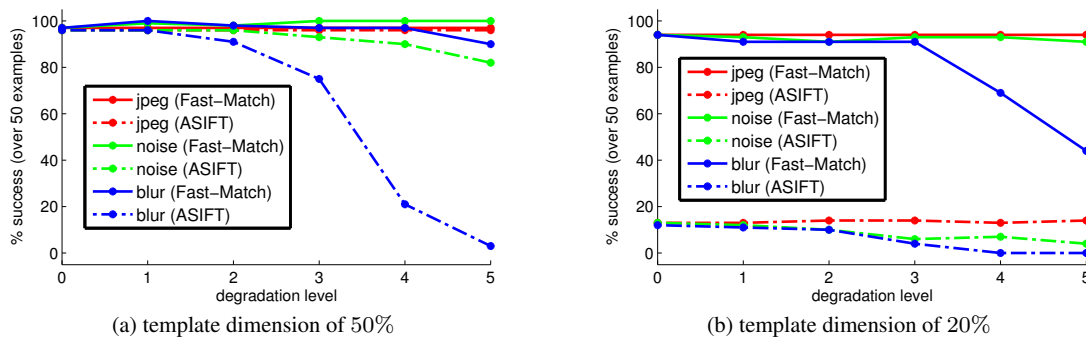 100
80
60
40
20
0
% success (over 50 examples)
jpeg (Fast−Match)
jpeg (ASIFT)
noise (Fast−Match)
noise (ASIFT)
blur (Fast−Match)
blur (ASIFT)
0 1 2 3 4 5
degradation level
(a) template dimension of 50%
100
80
60
40
20
0
% success (over 50 examples)
jpeg (Fast−Match)
jpeg (ASIFT)
noise (Fast−Match)
noise (ASIFT)
blur (Fast−Match)
blur (ASIFT)
0 1 2 3 4 5
degradation level
(b) template dimension of 20%